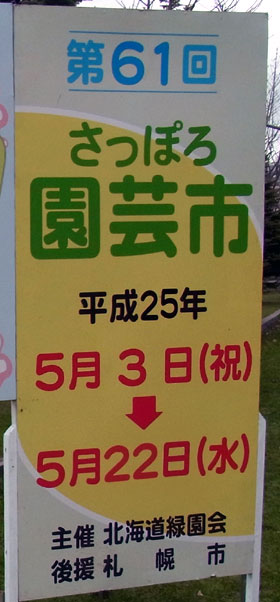 第61回
さっぽろ
園芸市
平成25年
5月3日(祝)
5月22日(水)
主催 北海道緑園会
後援 札幌市